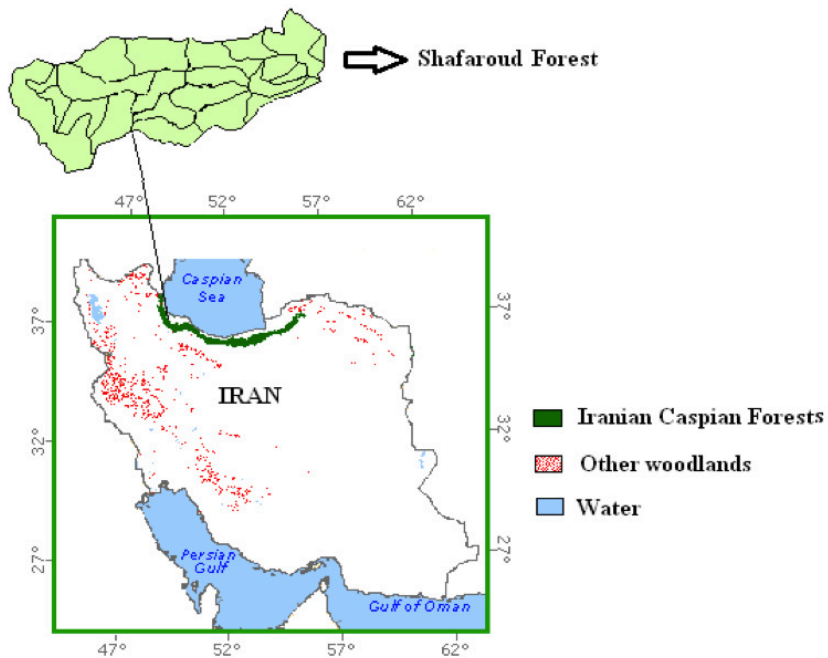 Shafaroud Forest
47° 52° 57° 62°
Caspian
Sea
37° 37°
IRAN
Iranian Caspian Forests
32° 32°
Other woodlands
Water
Persian
Gulf
27° 27°
Gulf of Oman
47° 52° 57° 62°